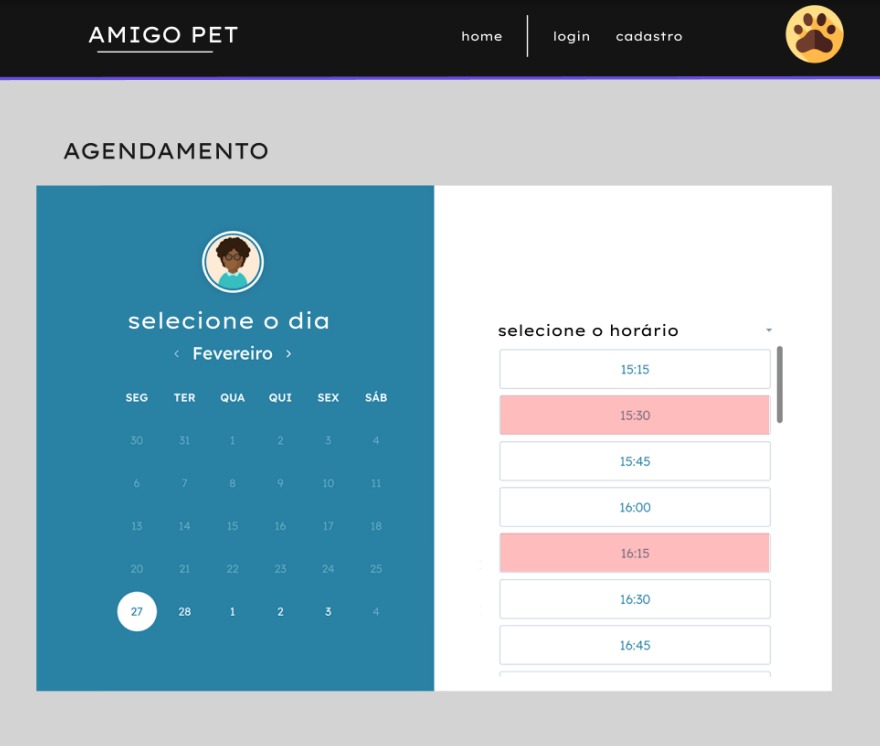 AMIGO PET
home login cadastro
AGENDAMENTO
selecione o dia
‹ Fevereiro ›
SEG TER QUA QUI SEX SÁB
30 31 1 2 3 4
6 7 8 9 10 11
13 14 15 16 17 18
20 21 22 23 24 25
27 28 1 2 3 4
selecione o horário
15:15
15:30
15:45
16:00
16:15
16:30
16:45